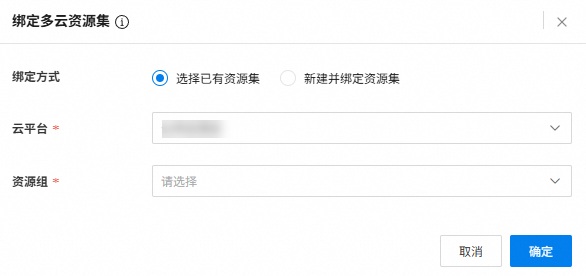 绑定多云资源集
绑定方式
选择已有资源集
新建并绑定资源集
云平台 *
资源组 *
请选择
取消
确定